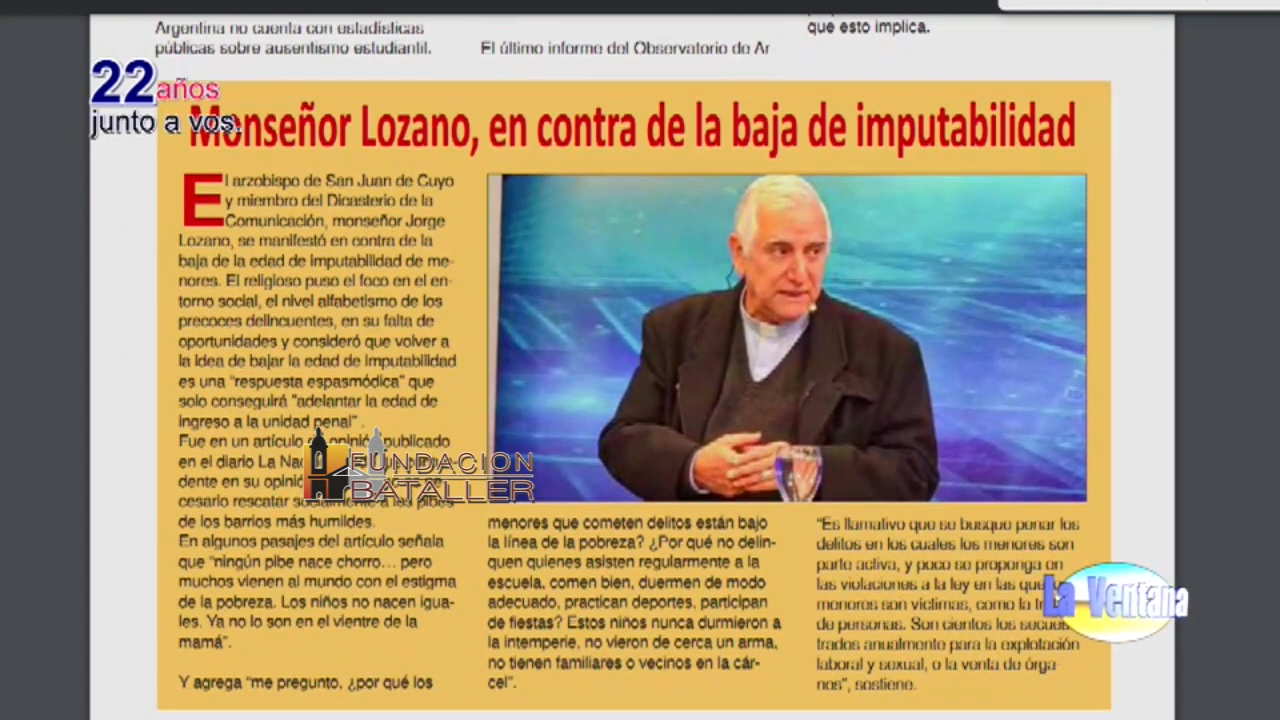 Argentina no cuenta con estadísticas
públicas sobre ausentismo estudiantil.
El último informe del Observatorio de Ar
que esto implica.
22 años
junto a vos.
Monseñor Lozano, en contra de la baja de imputabilidad
El arzobispo de San Juan de Cuyo
y miembro del Dicasterio de la
Comunicación, monseñor Jorge
Lozano, se manifestó en contra de la
baja de la edad de imputabilidad de me-
nores. El religioso puso el foco en el en-
torno social, el nivel alfabetismo de los
precoces delincuentes, en su falta de
oportunidades y consideró que volver a
la idea de bajar la edad de imputabilidad
es una "respuesta espasmódica" que
solo conseguirá "adelantar la edad de
ingreso a la unidad penal".
Fue en un artículo de opinión publicado
en el diario La
dente en su
cesario rescatar socialmente a los pibes
de los barrios más humildes.
En algunos pasajes del artículo señala
que "ningún pibe nace chorro... pero
muchos vienen al mundo con el estigma
de la pobreza. Los niños no nacen igua-
les. Ya no lo son en el vientre de la
mamá".
Y agrega "me pregunto, ¿por qué los
menores que cometen delitos están bajo
la línea de la pobreza? ¿Por qué no delin-
quen quienes asisten regularmente a la
escuela, comen bien, duermen de modo
adecuado, practican deportes, participan
de fiestas? Estos niños nunca durmieron a
la intemperie, no vieron de cerca un arma,
no tienen familiares o vecinos en la cár-
cel".
"Es llamativo que se busque penar los
delitos en los cuales los menores son
parte activa, y poco se proponga en
las violaciones a la ley en las que
menores son víctimas, como la
de personas. Son cientos los secues-
trados anualmente para la explotación
laboral y sexual, o la venta de órga-
nos", sostiene.
FUNDACION
BATALLER
La Ventana